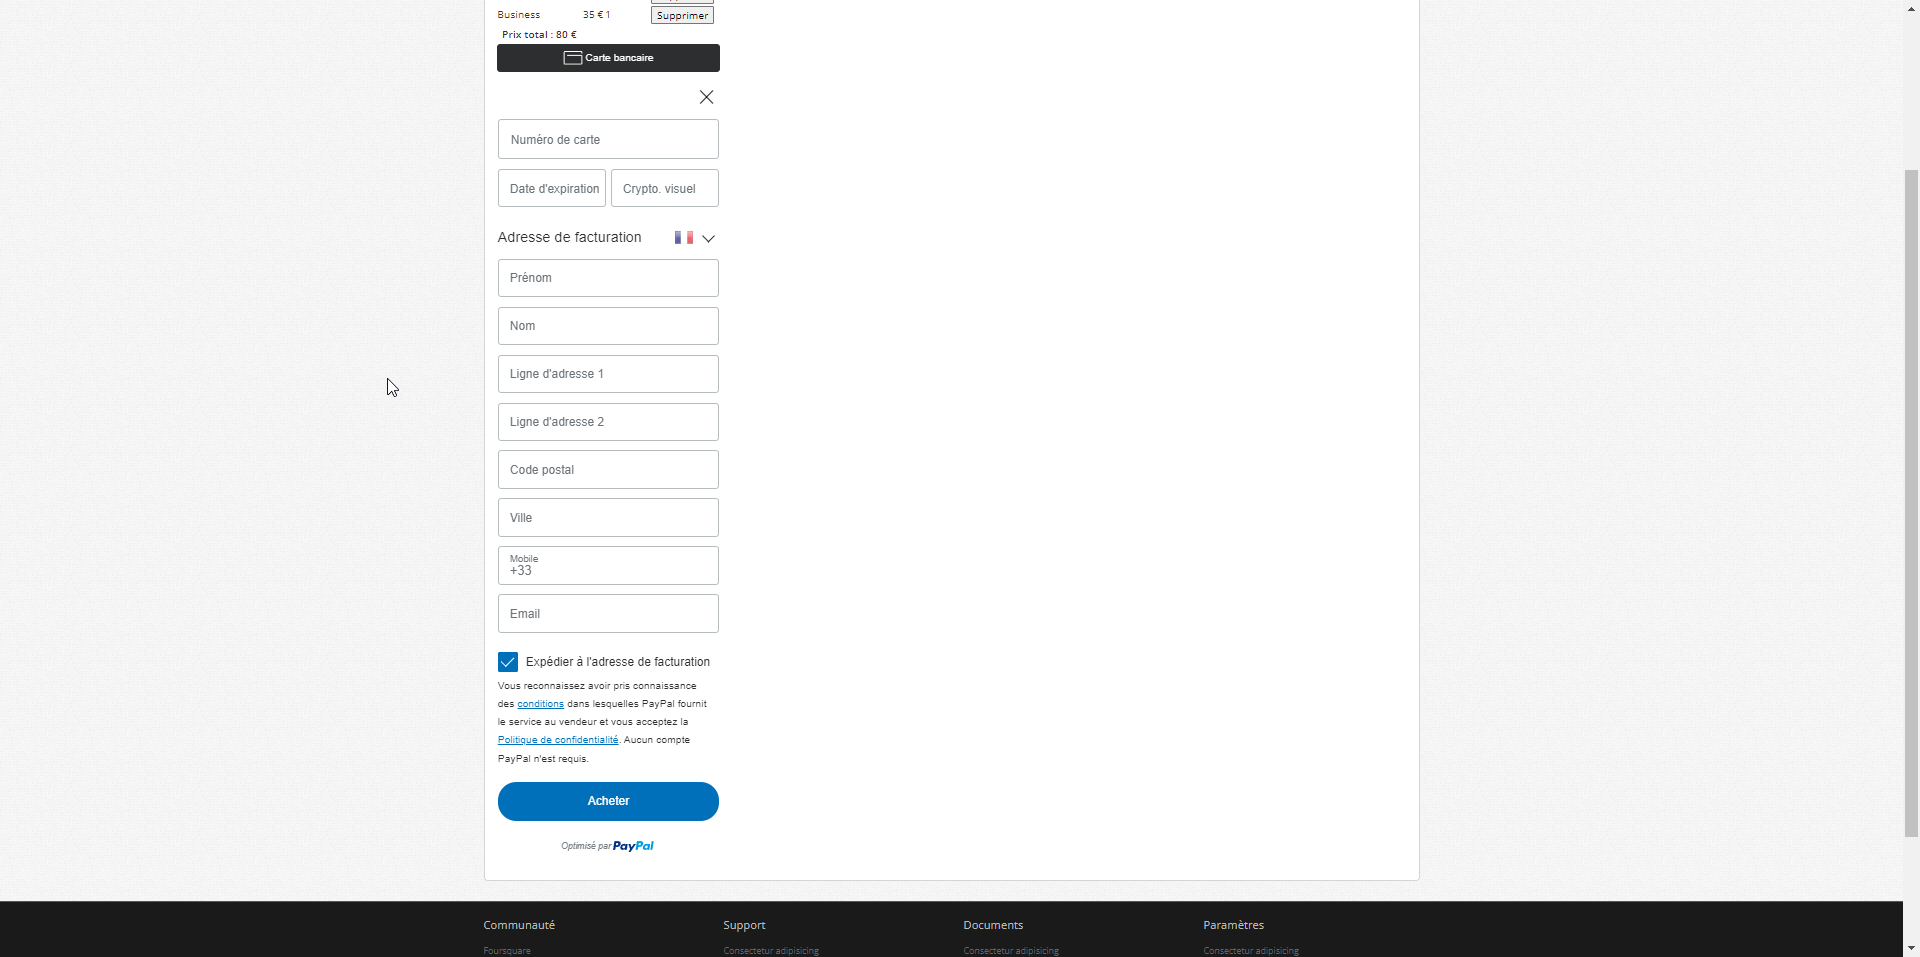 Business 35 € 1 Supprimer
Prix total : 80 €
Carte bancaire
Numéro de carte
Date d'expiration Crypto. visuel
Adresse de facturation
Prénom
Nom
Ligne d'adresse 1
Ligne d'adresse 2
Code postal
Ville
Mobile
+33
Email
Expédier à l'adresse de facturation
Vous reconnaissez avoir pris connaissance
des conditions dans lesquelles PayPal fournit
le service au vendeur et vous acceptez la
Politique de confidentialité. Aucun compte
PayPal n'est requis.
Acheter
Optimisé par PayPal
Communauté Support Documents Paramètres
Foursquare Consectetur adipisicing Consectetur adipisicing Consectetur adipisicing